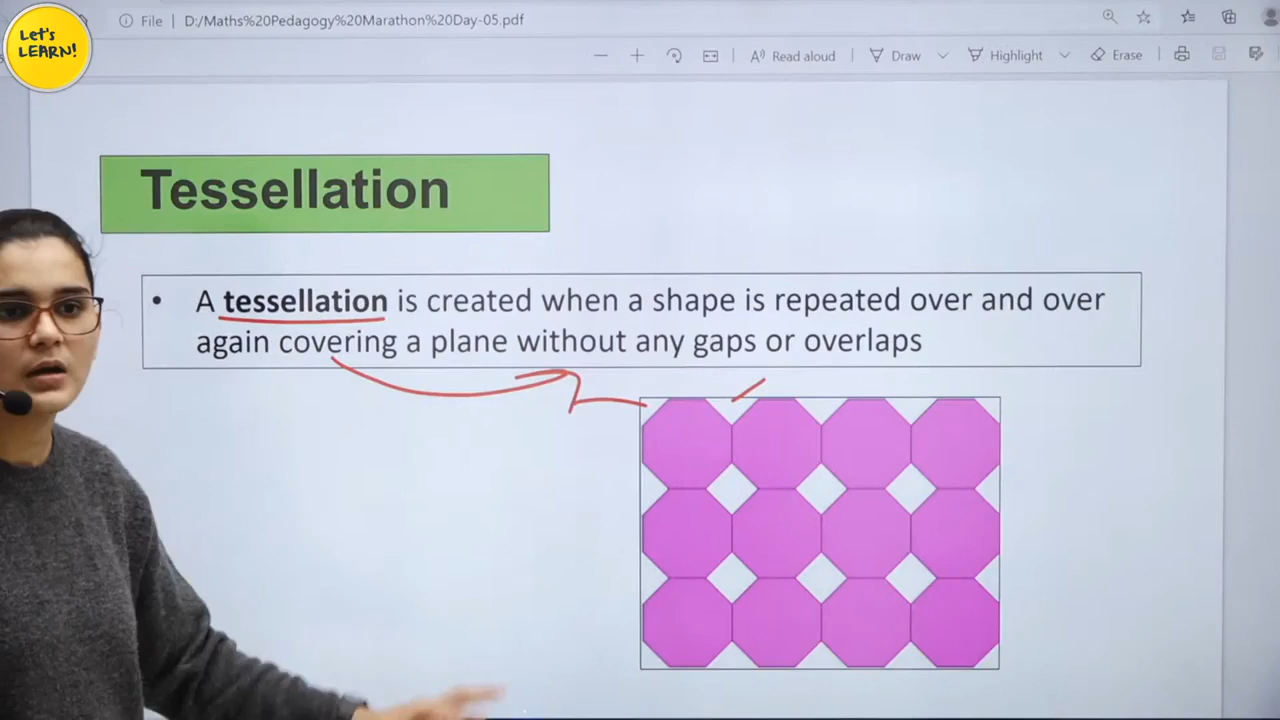 Let's
LEARN!
File
D:/Maths%20Pedagogy%20Marathon%20Day-05.pdf
Read aloud
Draw
Highlight
Erase
Tessellation
• A tessellation is created when a shape is repeated over and over
again covering a plane without any gaps or overlaps